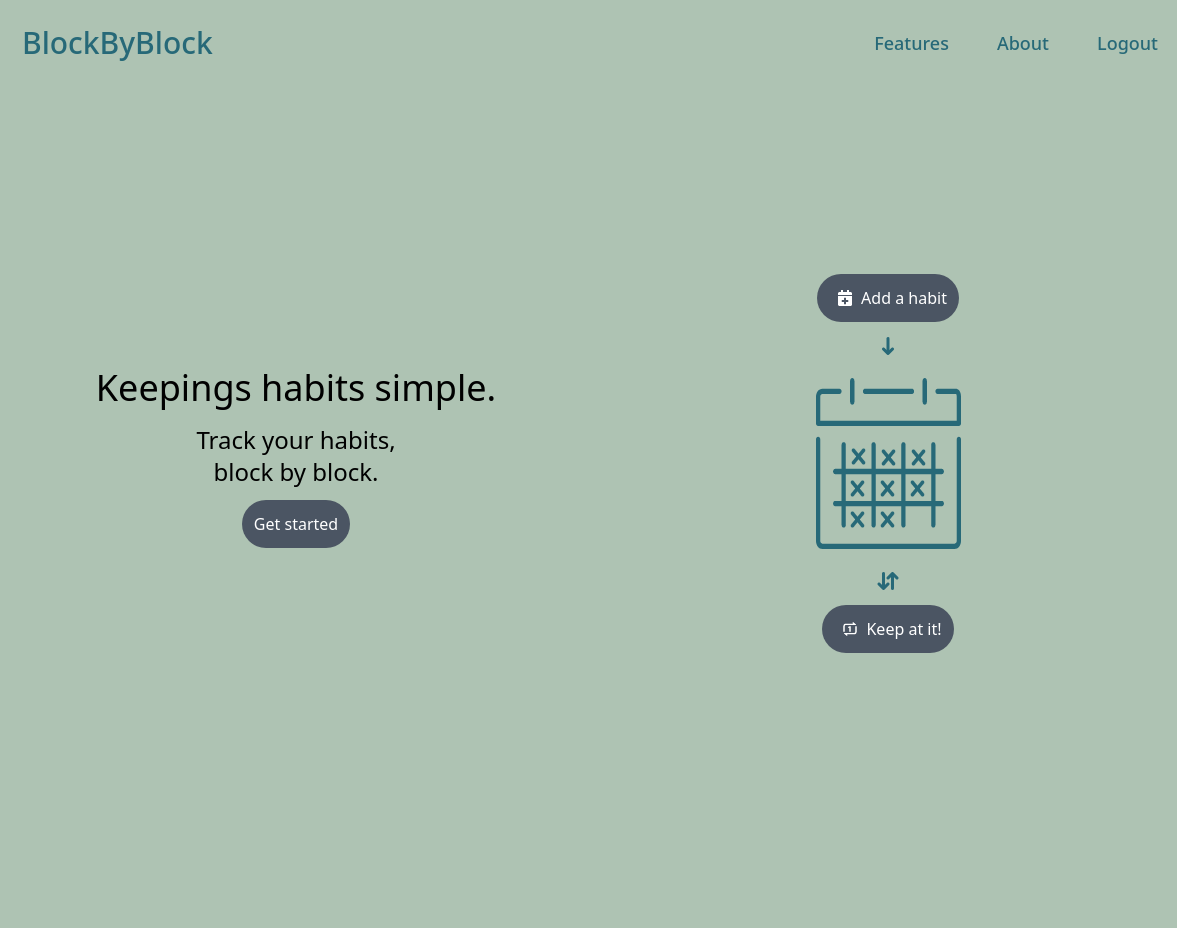 BlockByBlock
Features
About
Logout
Keepings habits simple.
Track your habits,
block by block.
Get started
Add a habit
Keep at it!